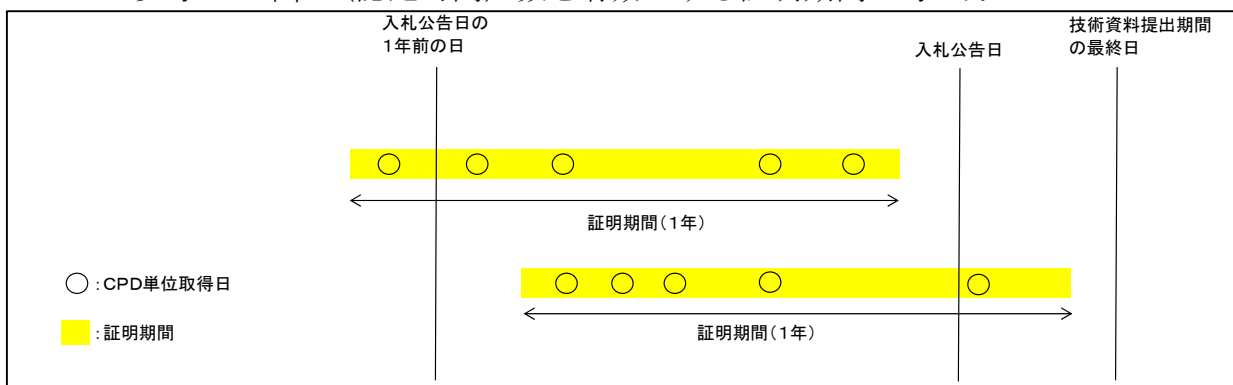 入札公告日の
1年前の日
入札公告日
技術資料提出期間
の最終日
証明期間(1年)
○:CPD単位取得日
証明期間(1年)
:証明期間